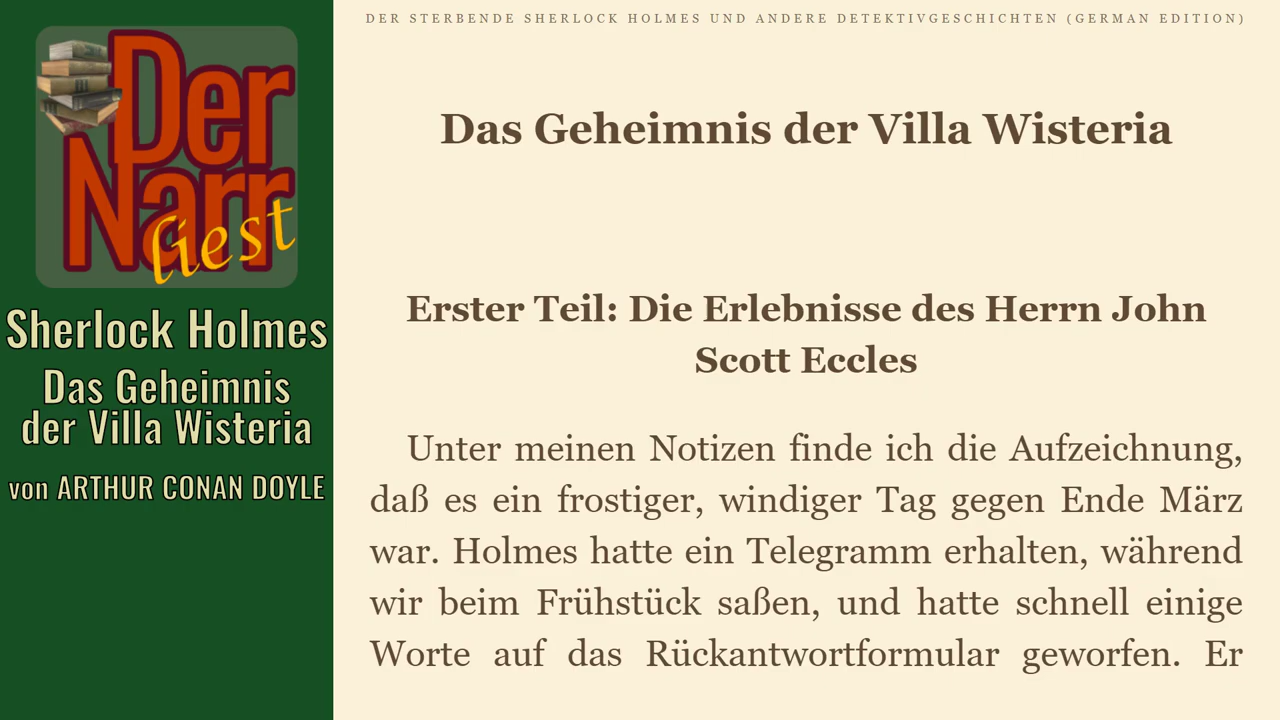 Der
Narr
liest
Sherlock Holmes
Das Geheimnis
der Villa Wisteria
von ARTHUR CONAN DOYLE
DER STERBENDE SHERLOCK HOLMES UND ANDERE DETEKTIVGESCHICHTEN (GERMAN EDITION)
Das Geheimnis der Villa Wisteria
Erster Teil: Die Erlebnisse des Herrn John
Scott Eccles
Unter meinen Notizen finde ich die Aufzeichnung,
daß es ein frostiger, windiger Tag gegen Ende März
war. Holmes hatte ein Telegramm erhalten, während
wir beim Frühstück saßen, und hatte schnell einige
Worte auf das Rückantwortformular geworfen. Er